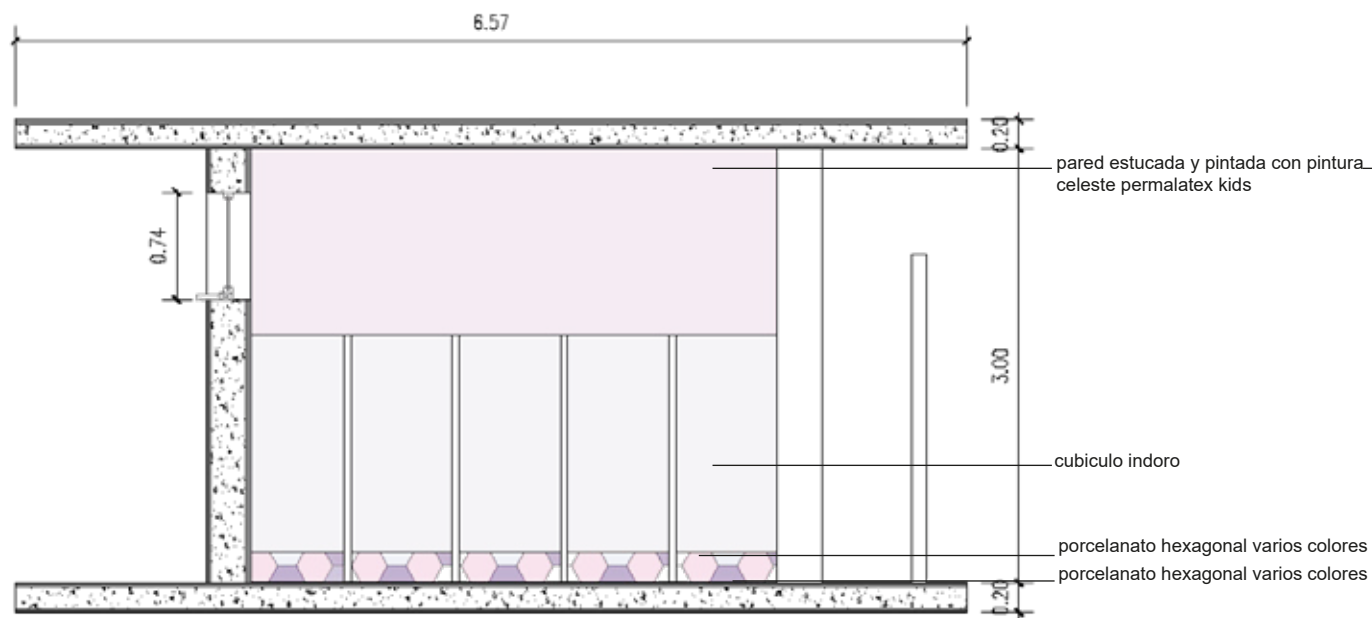 6.57
0.20
pared estucada y pintada con pintura
celeste permalatex kids
0.74
3.00
cubiculo indoro
porcelanato hexagonal varios colores
porcelanato hexagonal varios colores
0.20